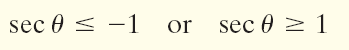 sec θ ≤ −1 or sec θ ≥ 1